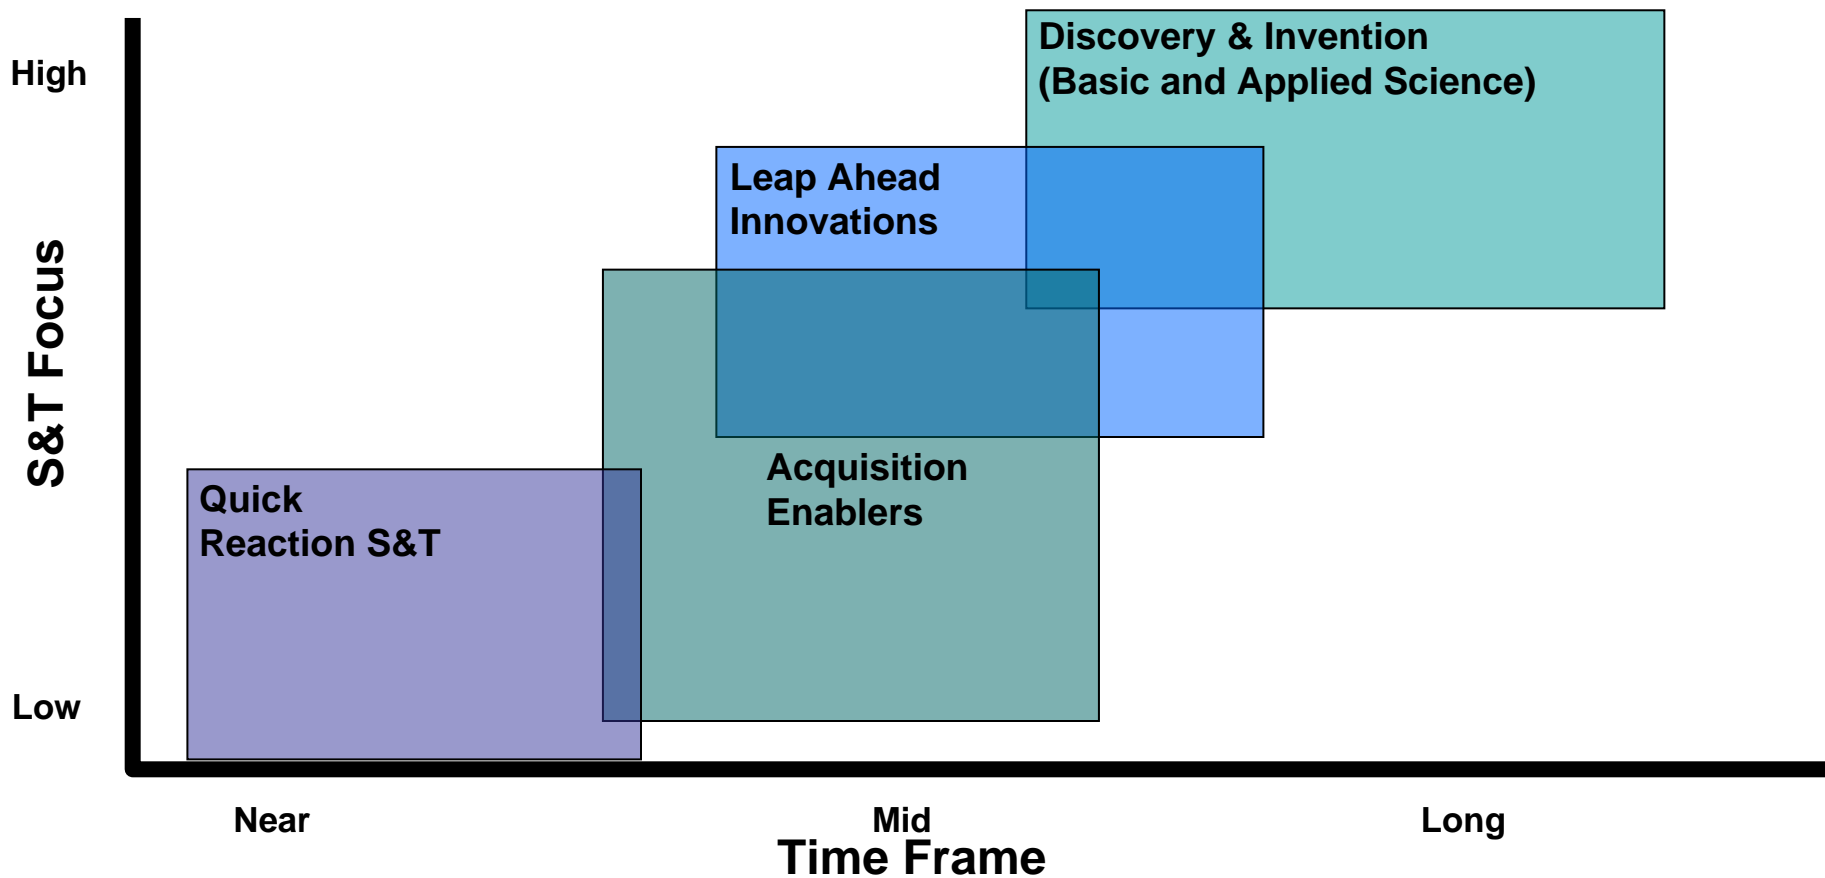 High
Discovery & Invention
(Basic and Applied Science)
Leap Ahead
Innovations
S&T Focus
Acquisition
Enablers
Quick
Reaction S&T
Low
Near
Mid
Long
Time Frame